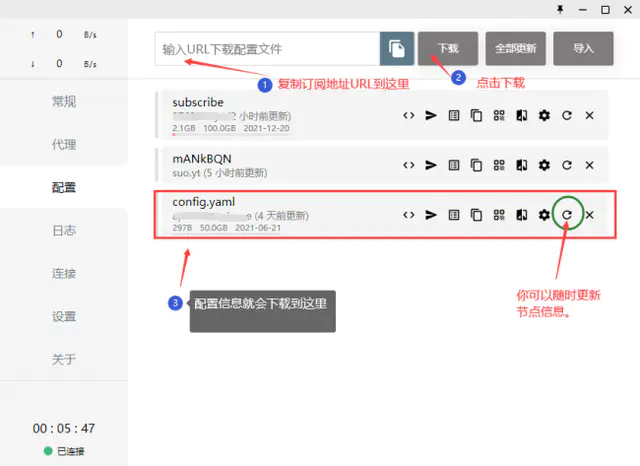 ↑ 0 B/s
↓ 0 B/s
常规
代理
配置
日志
连接
设置
关于
00 : 05 : 47
已连接
输入URL下载配置文件
下载
全部更新
导入
1 复制订阅地址URL到这里
2 点击下载
subscribe
2 小时前更新)
2.1GB 100.0GB 2021-12-20
mANkBQN
suo.yt (5 小时前更新)
config.yaml
(4 天前更新)
297B 50.0GB 2021-06-21
3 配置信息就会下载到这里
你可以随时更新
节点信息。